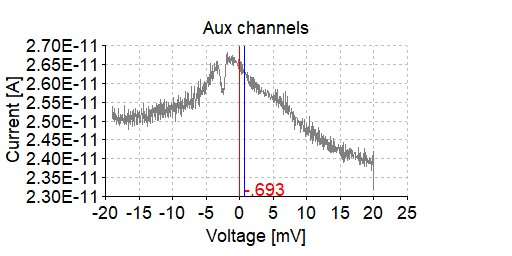 Aux channels
Current [A]
2.70E-11
2.65E-11
2.60E-11
2.55E-11
2.50E-11
2.45E-11
2.40E-11
2.35E-11
2.30E-11
-.693
-20 -15 -10 -5 0 5 10 15 20 25
Voltage [mV]